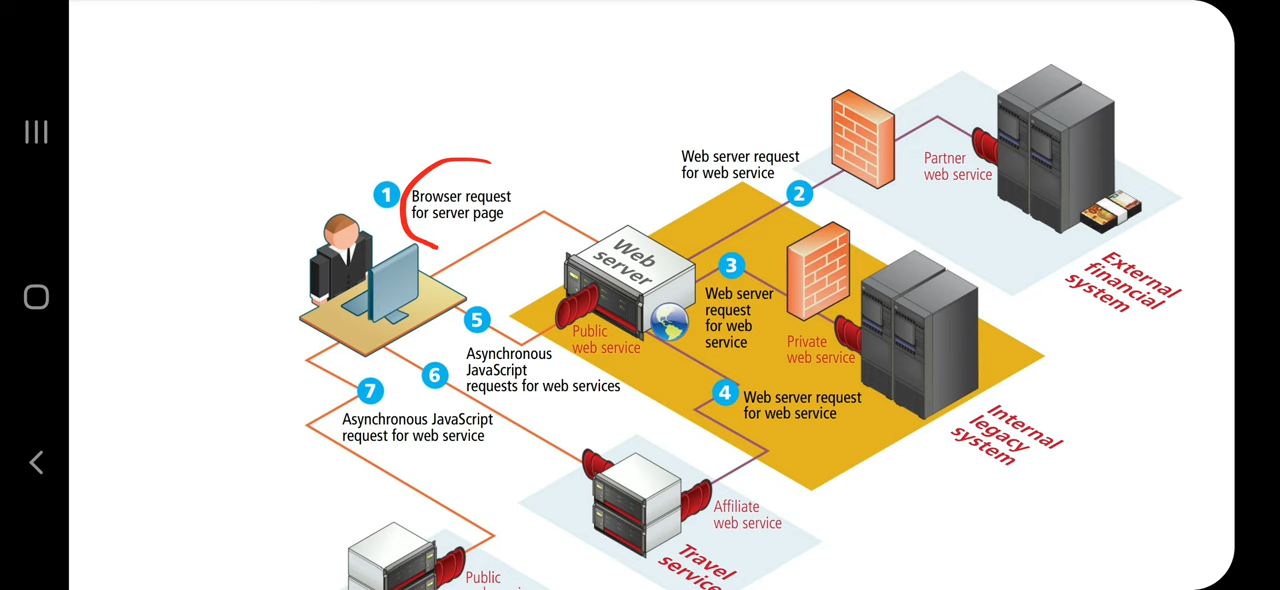 1
Browser request
for server page
Web server request
for web service
2
Partner
web service
External
financial
system
Web
server
3
Web server
request
for web
service
Public
web service
Private
web service
Internal
legacy
system
5
Asynchronous
JavaScript
requests for web services
6
4
Web server request
for web service
7
Asynchronous JavaScript
request for web service
Affiliate
web service
Travel
service
Public